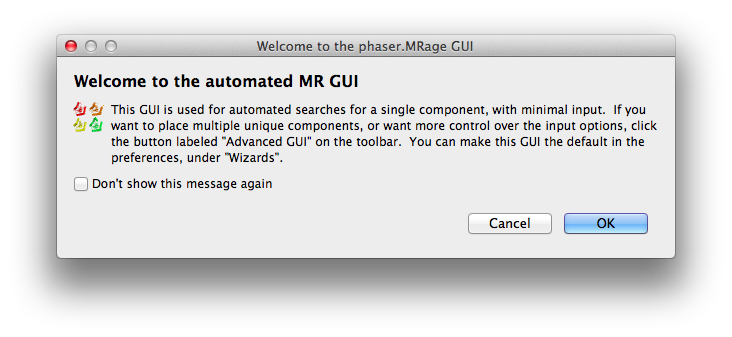 Welcome to the phaser.MRage GUI
Welcome to the automated MR GUI
This GUI is used for automated searches for a single component, with minimal input.  If you
want to place multiple unique components, or want more control over the input options, click
the button labeled "Advanced GUI" on the toolbar.  You can make this GUI the default in the
preferences, under "Wizards".
Don't show this message again
Cancel
OK